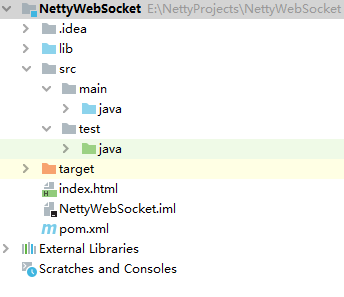 NettyWebSocket E:\NettyProjects\NettyWebSocket
.idea
lib
src
main
java
test
java
target
index.html
NettyWebSocket.iml
pom.xml
External Libraries
Scratches and Consoles